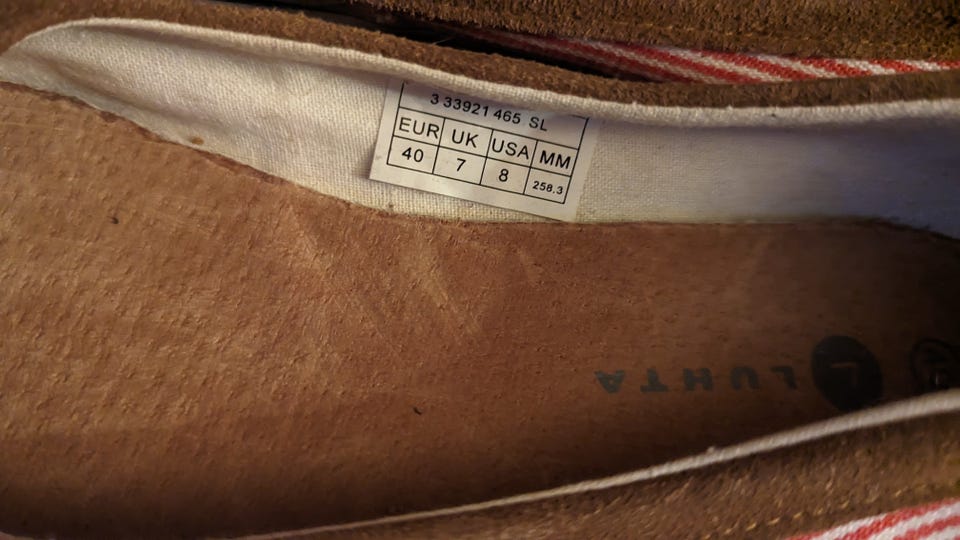 3 33921 465 SL
EUR UK USA MM
40 7 8 258.3
LUHTA